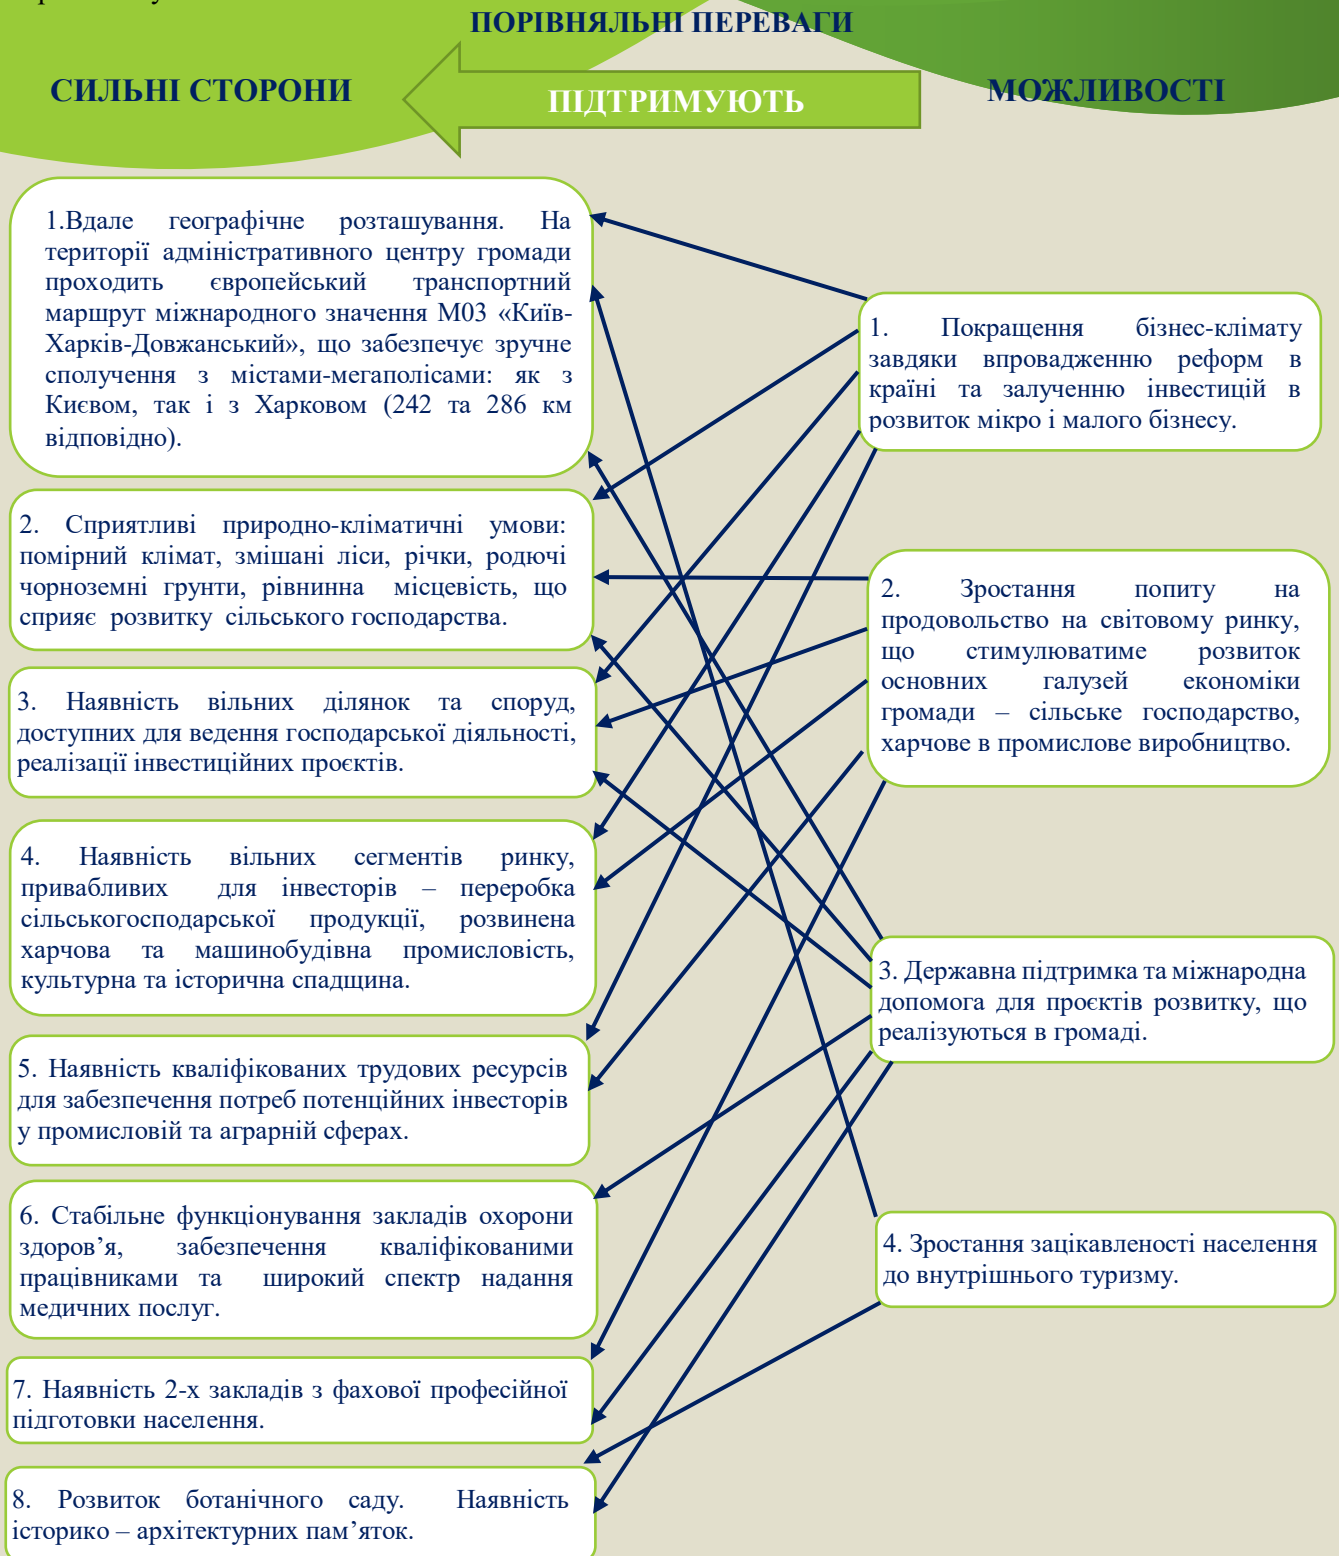 ПОРІВНЯЛЬНІ ПЕРЕВАГИ
СИЛЬНІ СТОРОНИ
ПІДТРИМУЮТЬ
МОЖЛИВОСТІ
1.Вдале географічне розташування. На
території адміністративного центру громади
проходить європейський транспортний
маршрут міжнародного значення М03 «Київ-
Харків-Довжанський», що забезпечує зручне
сполучення з містами-мегаполісами: як з
Києвом, так і з Харковом (242 та 286 км
відповідно).
2. Сприятливі природно-кліматичні умови:
помірний клімат, змішані ліси, річки, родючі
чорноземні грунти, рівнинна місцевість, що
сприяє розвитку сільського господарства.
3. Наявність вільних ділянок та споруд,
доступних для ведення господарської діяльності,
реалізації інвестиційних проєктів.
4. Наявність вільних сегментів ринку,
привабливих для інвесторів – переробка
сільськогосподарської продукції, розвинена
харчова та машинобудівна промисловість,
культурна та історична спадщина.
5. Наявність кваліфікованих трудових ресурсів
для забезпечення потреб потенційних інвесторів
у промисловій та аграрній сферах.
6. Стабільне функціонування закладів охорони
здоров’я, забезпечення кваліфікованими
працівниками та широкий спектр надання
медичних послуг.
7. Наявність 2-х закладів з фахової професійної
підготовки населення.
8. Розвиток ботанічного саду. Наявність
історико – архітектурних пам’яток.
1. Покращення бізнес-клімату
завдяки впровадженню реформ в
країні та залученню інвестицій в
розвиток мікро і малого бізнесу.
2. Зростання попиту на
продовольство на світовому ринку,
що стимулюватиме розвиток
основних галузей економіки
громади – сільське господарство,
харчове в промислове виробництво.
3. Державна підтримка та міжнародна
допомога для проєктів розвитку, що
реалізуються в громаді.
4. Зростання зацікавленості населення
до внутрішнього туризму.